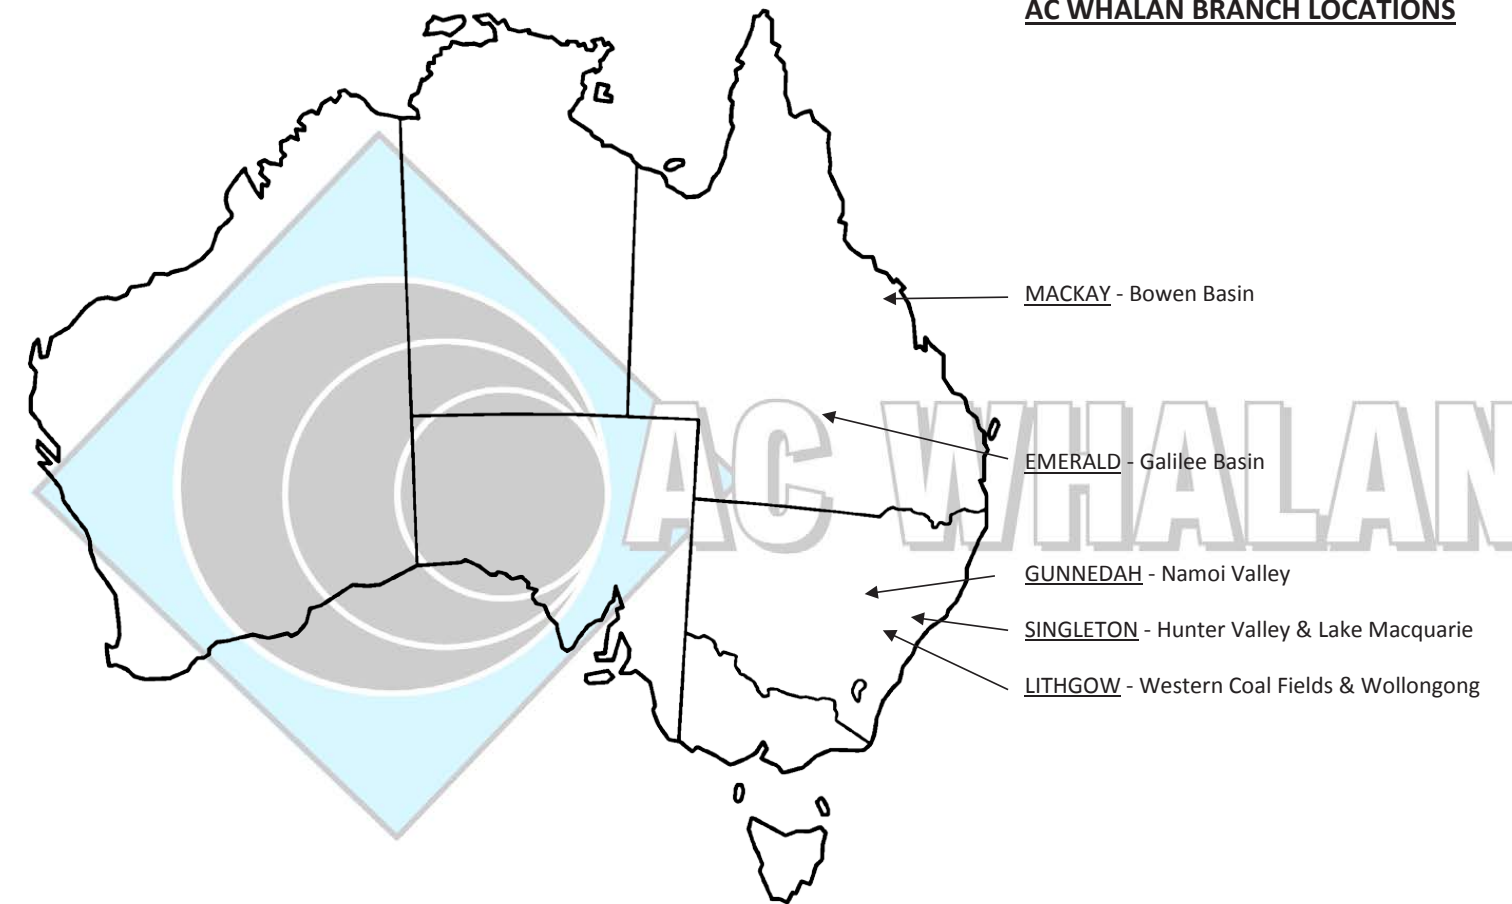 AC WHALAN BRANCH LOCATIONS
MACKAY - Bowen Basin
EMERALD - Galilee Basin
AC WHALAN
GUNNEDAH - Namoi Valley
SINGLETON - Hunter Valley & Lake Macquarie
LITHGOW - Western Coal Fields & Wollongong